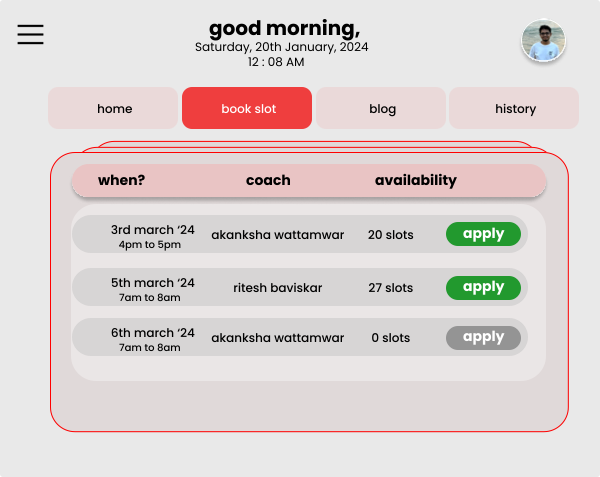 good morning,
Saturday, 20th January, 2024
12 : 08 AM
home
book slot
blog
history
when?
coach
availability
3rd march ‘24
4pm to 5pm
akanksha wattamwar
20 slots
apply
5th march ‘24
7am to 8am
ritesh baviskar
27 slots
apply
6th march ‘24
7am to 8am
akanksha wattamwar
0 slots
apply